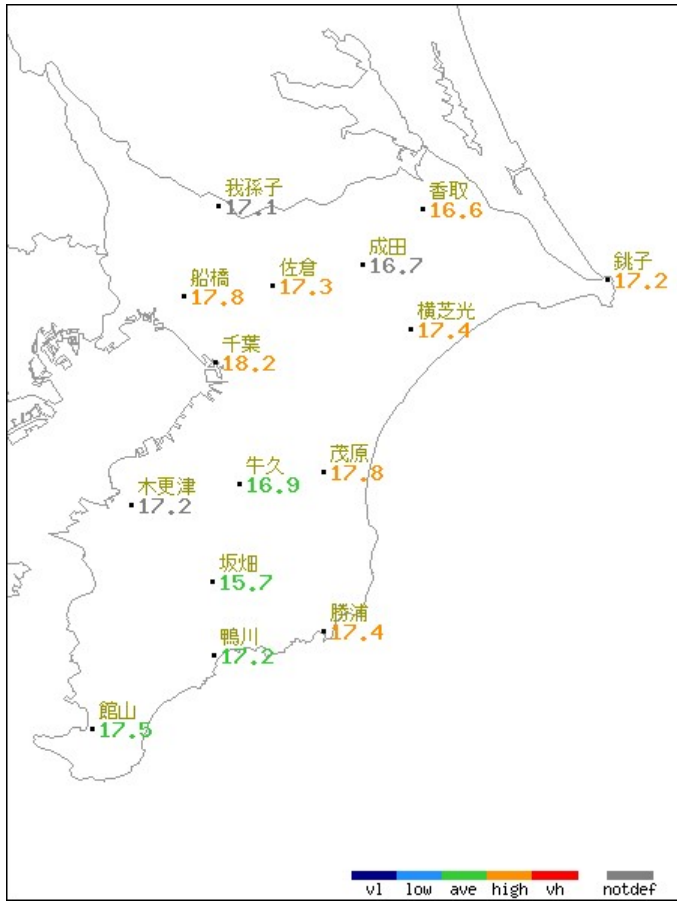 我孫子
17.1
香取
16.6
成田
16.7
船橋
17.8
佐倉
17.3
銚子
17.2
横芝光
17.4
千葉
18.2
牛久
16.9
茂原
17.8
木更津
17.2
坂畑
15.7
勝浦
17.4
鴨川
17.2
館山
17.5
vl low ave high vh notdef